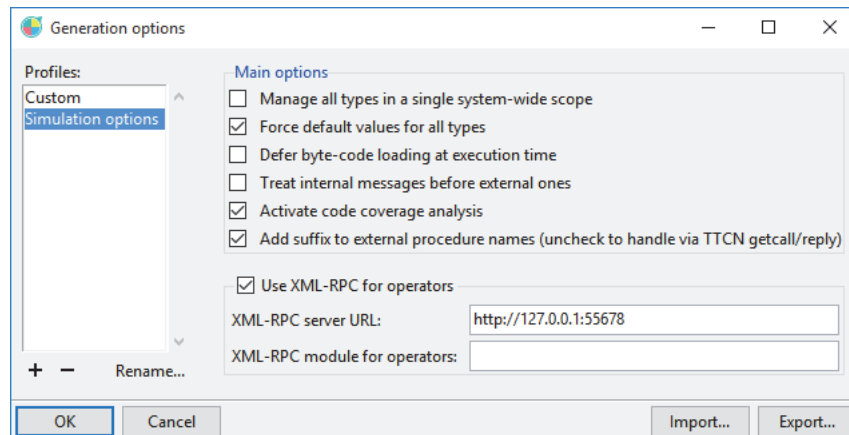 Generation options
Profiles:
Custom
Simulation options
+ − Rename...
Main options
Manage all types in a single system-wide scope
Force default values for all types
Defer byte-code loading at execution time
Treat internal messages before external ones
Activate code coverage analysis
Add suffix to external procedure names (uncheck to handle via TTCN getcall/reply)
Use XML-RPC for operators
XML-RPC server URL: http://127.0.0.1:55678
XML-RPC module for operators:
OK Cancel Import... Export...